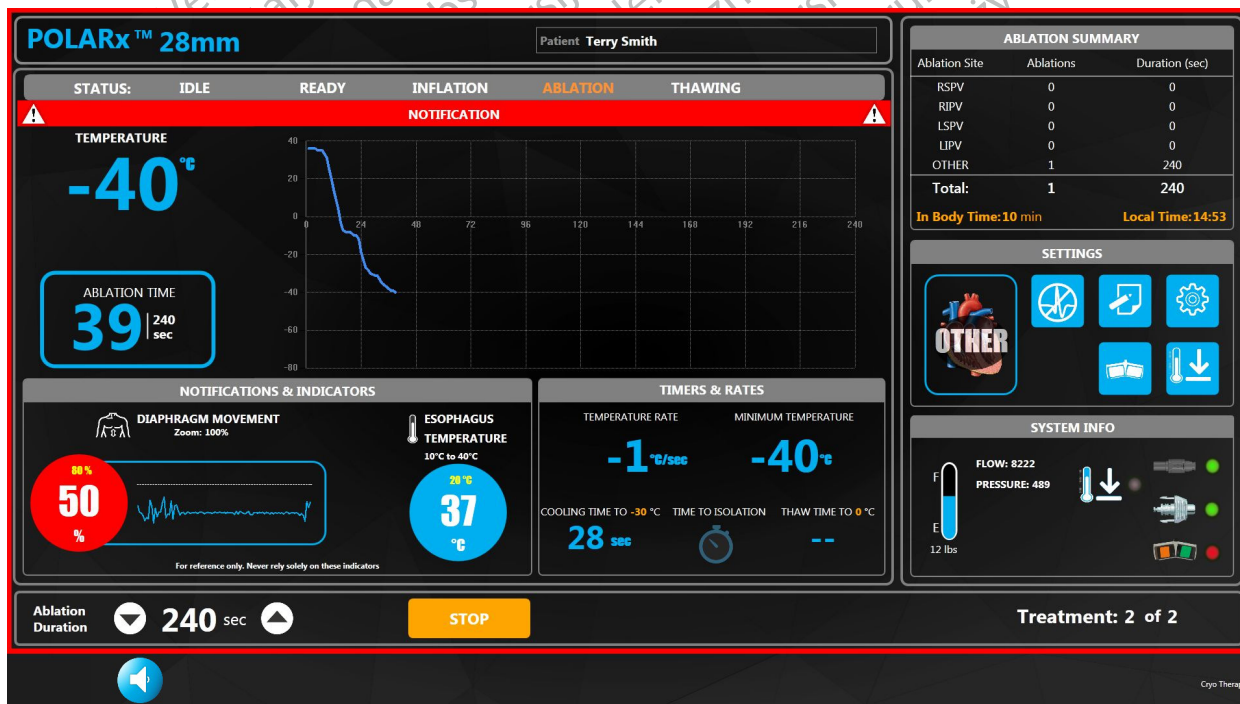 POLARx™ 28mm
Patient Terry Smith
STATUS: IDLE READY INFLATION ABLATION THAWING
NOTIFICATION
TEMPERATURE
-40 °C
ABLATION TIME
39 240 sec
40
20
0
-20
-40
-60
-80
0 24 48 72 96 120 144 168 192 216 240
NOTIFICATIONS & INDICATORS
DIAPHRAGM MOVEMENT
Zoom: 100%
80 %
50
%
ESOPHAGUS
TEMPERATURE
10°C to 40°C
20 °C
37
°C
For reference only. Never rely solely on these indicators
TIMERS & RATES
TEMPERATURE RATE MINIMUM TEMPERATURE
-1 °C/sec -40 °C
COOLING TIME TO -30 °C TIME TO ISOLATION THAW TIME TO 0 °C
28 sec --
Ablation
Duration
240 sec
STOP
Treatment: 2 of 2
ABLATION SUMMARY
Ablation Site Ablations Duration (sec)
RSPV 0 0
RIPV 0 0
LSPV 0 0
LIPV 0 0
OTHER 1 240
Total: 1 240
In Body Time:10 min Local Time:14:53
SETTINGS
OTHER
SYSTEM INFO
F
E
12 lbs
FLOW: 8222
PRESSURE: 489
Cryo Therap